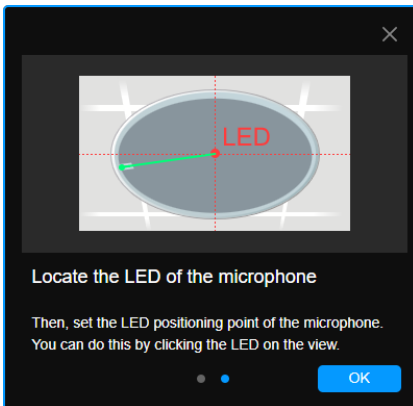 LED
Locate the LED of the microphone
Then, set the LED positioning point of the microphone.
You can do this by clicking the LED on the view.
OK